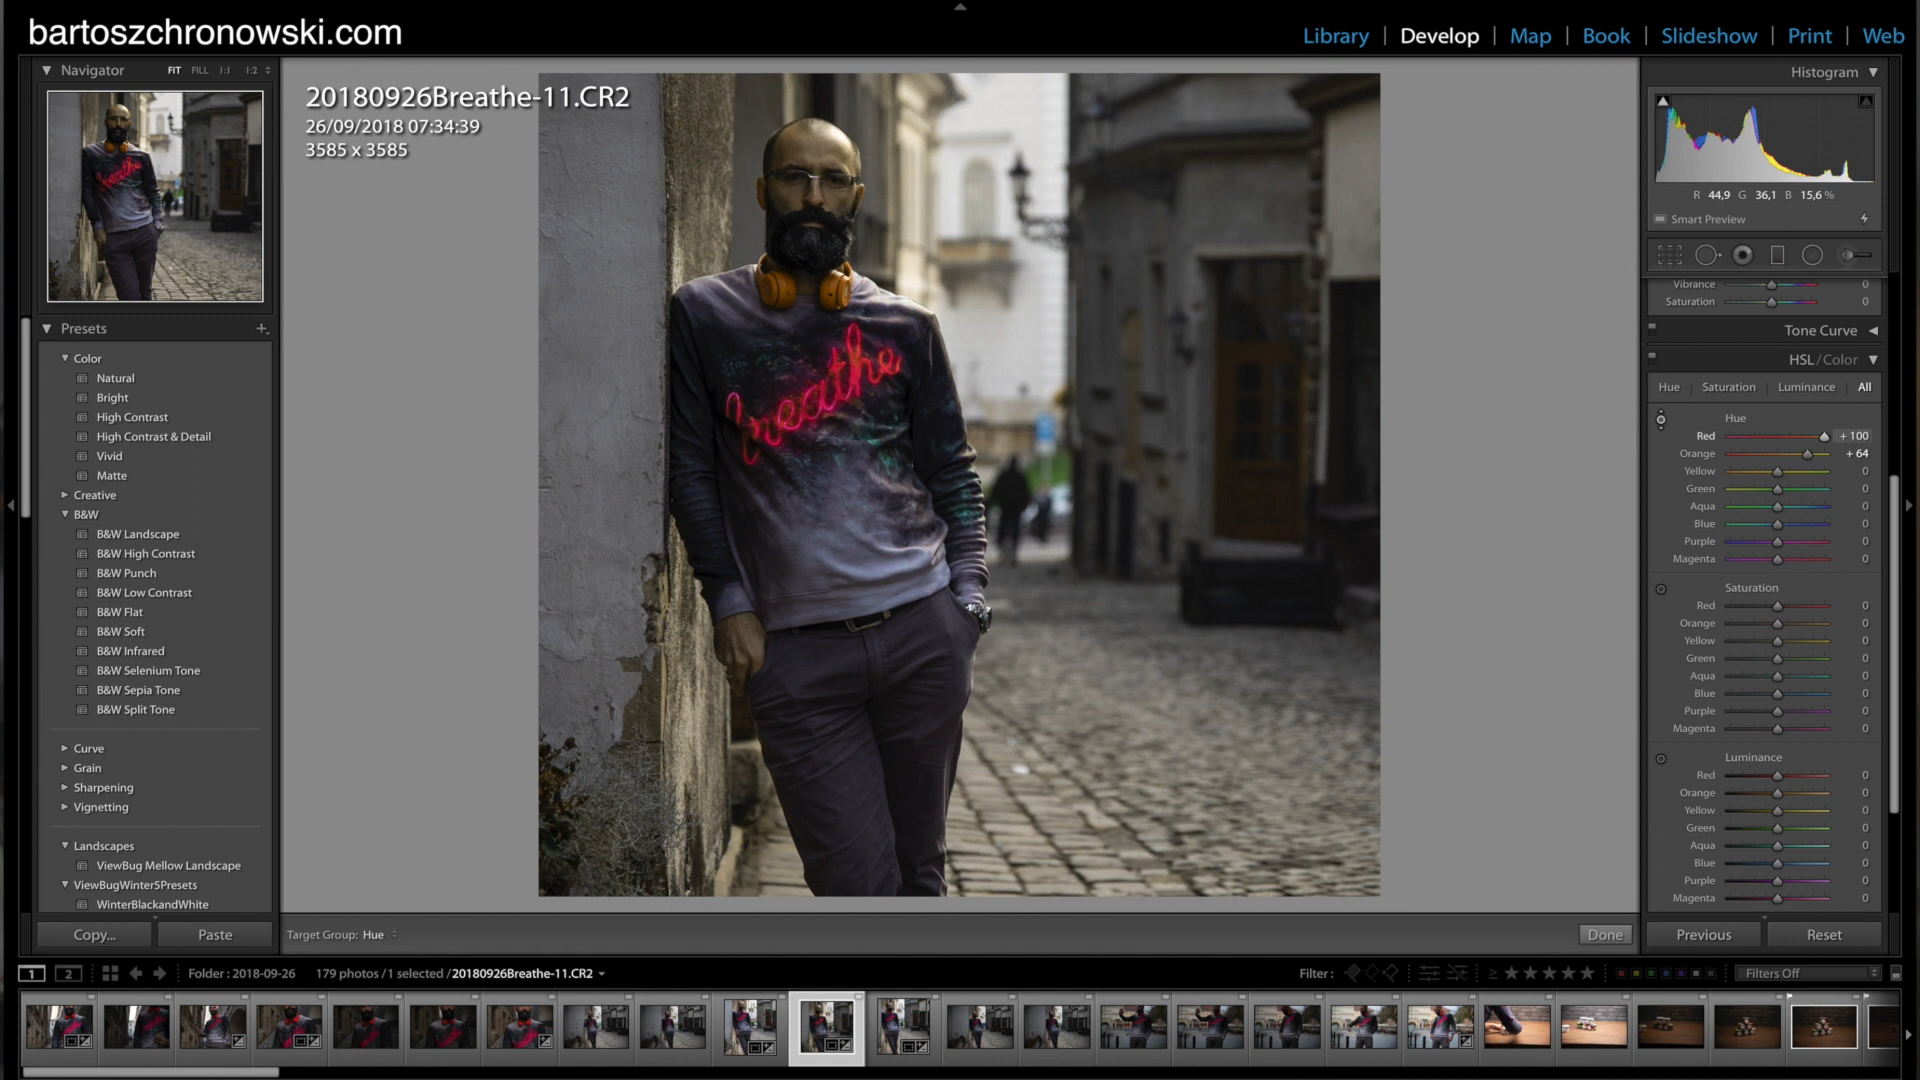 bartoszchronowski.com
Library | Develop | Map | Book | Slideshow | Print | Web
Navigator FIT FILL 1:1 1:2
20180926Breathe-11.CR2
26/09/2018 07:34:39
3585 x 3585
breathe
Presets
Color
Natural
Bright
High Contrast
High Contrast & Detail
Vivid
Matte
Creative
B&W
B&W Landscape
B&W High Contrast
B&W Punch
B&W Low Contrast
B&W Flat
B&W Soft
B&W Infrared
B&W Selenium Tone
B&W Sepia Tone
B&W Split Tone
Curve
Grain
Sharpening
Vignetting
Landscapes
ViewBug Mellow Landscape
ViewBugWinter5Presets
WinterBlackandWhite
Copy... Paste
Target Group: Hue
Done
Histogram
R 44,9 G 36,1 B 15,6 %
Smart Preview
Vibrance 0
Saturation 0
Tone Curve
HSL / Color
Hue | Saturation | Luminance | All
Hue
Red + 100
Orange + 64
Yellow 0
Green 0
Aqua 0
Blue 0
Purple 0
Magenta 0
Saturation
Red 0
Orange 0
Yellow 0
Green 0
Aqua 0
Blue 0
Purple 0
Magenta 0
Luminance
Red 0
Orange 0
Yellow 0
Green 0
Aqua 0
Blue 0
Purple 0
Magenta 0
Previous Reset
1 2 Folder : 2018-09-26 179 photos / 1 selected / 20180926Breathe-11.CR2 Filter : ≥ ★★★★★ Filters Off